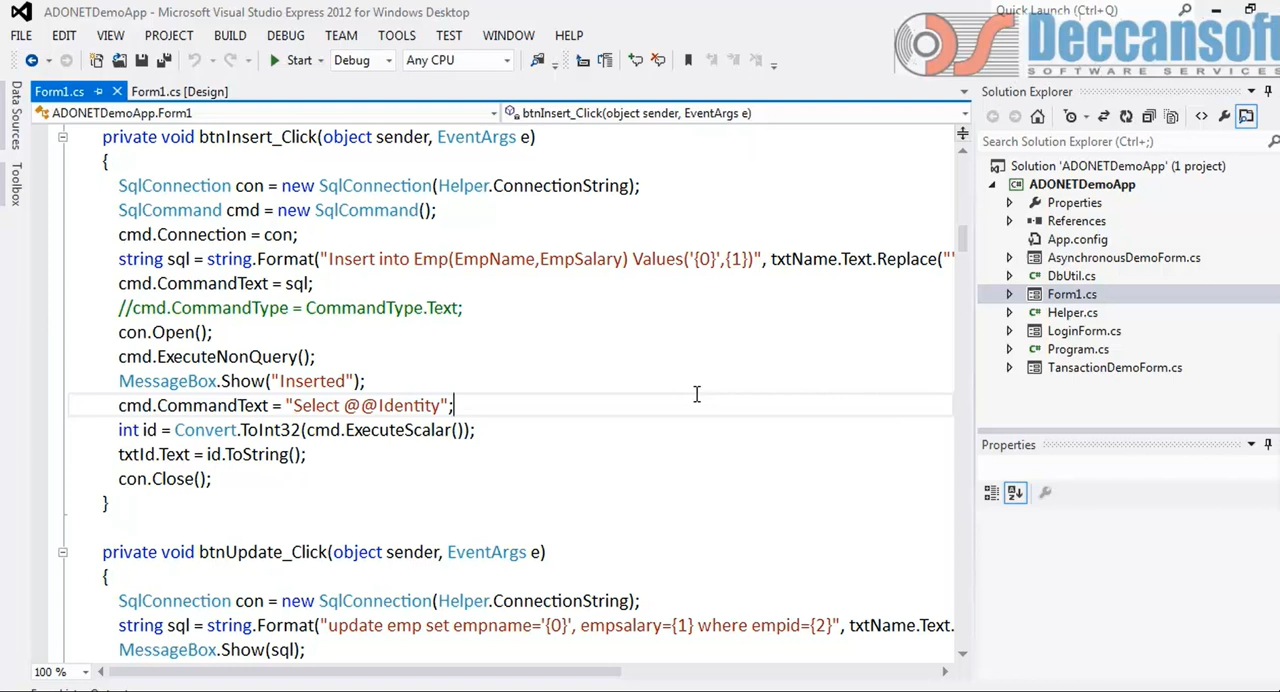 ADONETDemoApp - Microsoft Visual Studio Express 2012 for Windows Desktop
Quick Launch (Ctrl+Q)
FILE EDIT VIEW PROJECT BUILD DEBUG TEAM TOOLS TEST WINDOW HELP
Deccansoft
SOFTWARE SERVICES
Start Debug Any CPU
Data Sources
Toolbox
Form1.cs Form1.cs [Design]
ADONETDemoApp.Form1 btnInsert_Click(object sender, EventArgs e)
private void btnInsert_Click(object sender, EventArgs e)
{
SqlConnection con = new SqlConnection(Helper.ConnectionString);
SqlCommand cmd = new SqlCommand();
cmd.Connection = con;
string sql = string.Format("Insert into Emp(EmpName,EmpSalary) Values('{0}',{1})", txtName.Text.Replace("'
cmd.CommandText = sql;
//cmd.CommandType = CommandType.Text;
con.Open();
cmd.ExecuteNonQuery();
MessageBox.Show("Inserted");
cmd.CommandText = "Select @@Identity";
int id = Convert.ToInt32(cmd.ExecuteScalar());
txtId.Text = id.ToString();
con.Close();
}
private void btnUpdate_Click(object sender, EventArgs e)
{
SqlConnection con = new SqlConnection(Helper.ConnectionString);
string sql = string.Format("update emp set empname='{0}', empsalary={1} where empid={2}", txtName.Text.
MessageBox.Show(sql);
100 %
Solution Explorer
Search Solution Explorer (Ctrl+;)
Solution 'ADONETDemoApp' (1 project)
ADONETDemoApp
Properties
References
App.config
AsynchronousDemoForm.cs
DbUtil.cs
Form1.cs
Helper.cs
LoginForm.cs
Program.cs
TansactionDemoForm.cs
Properties